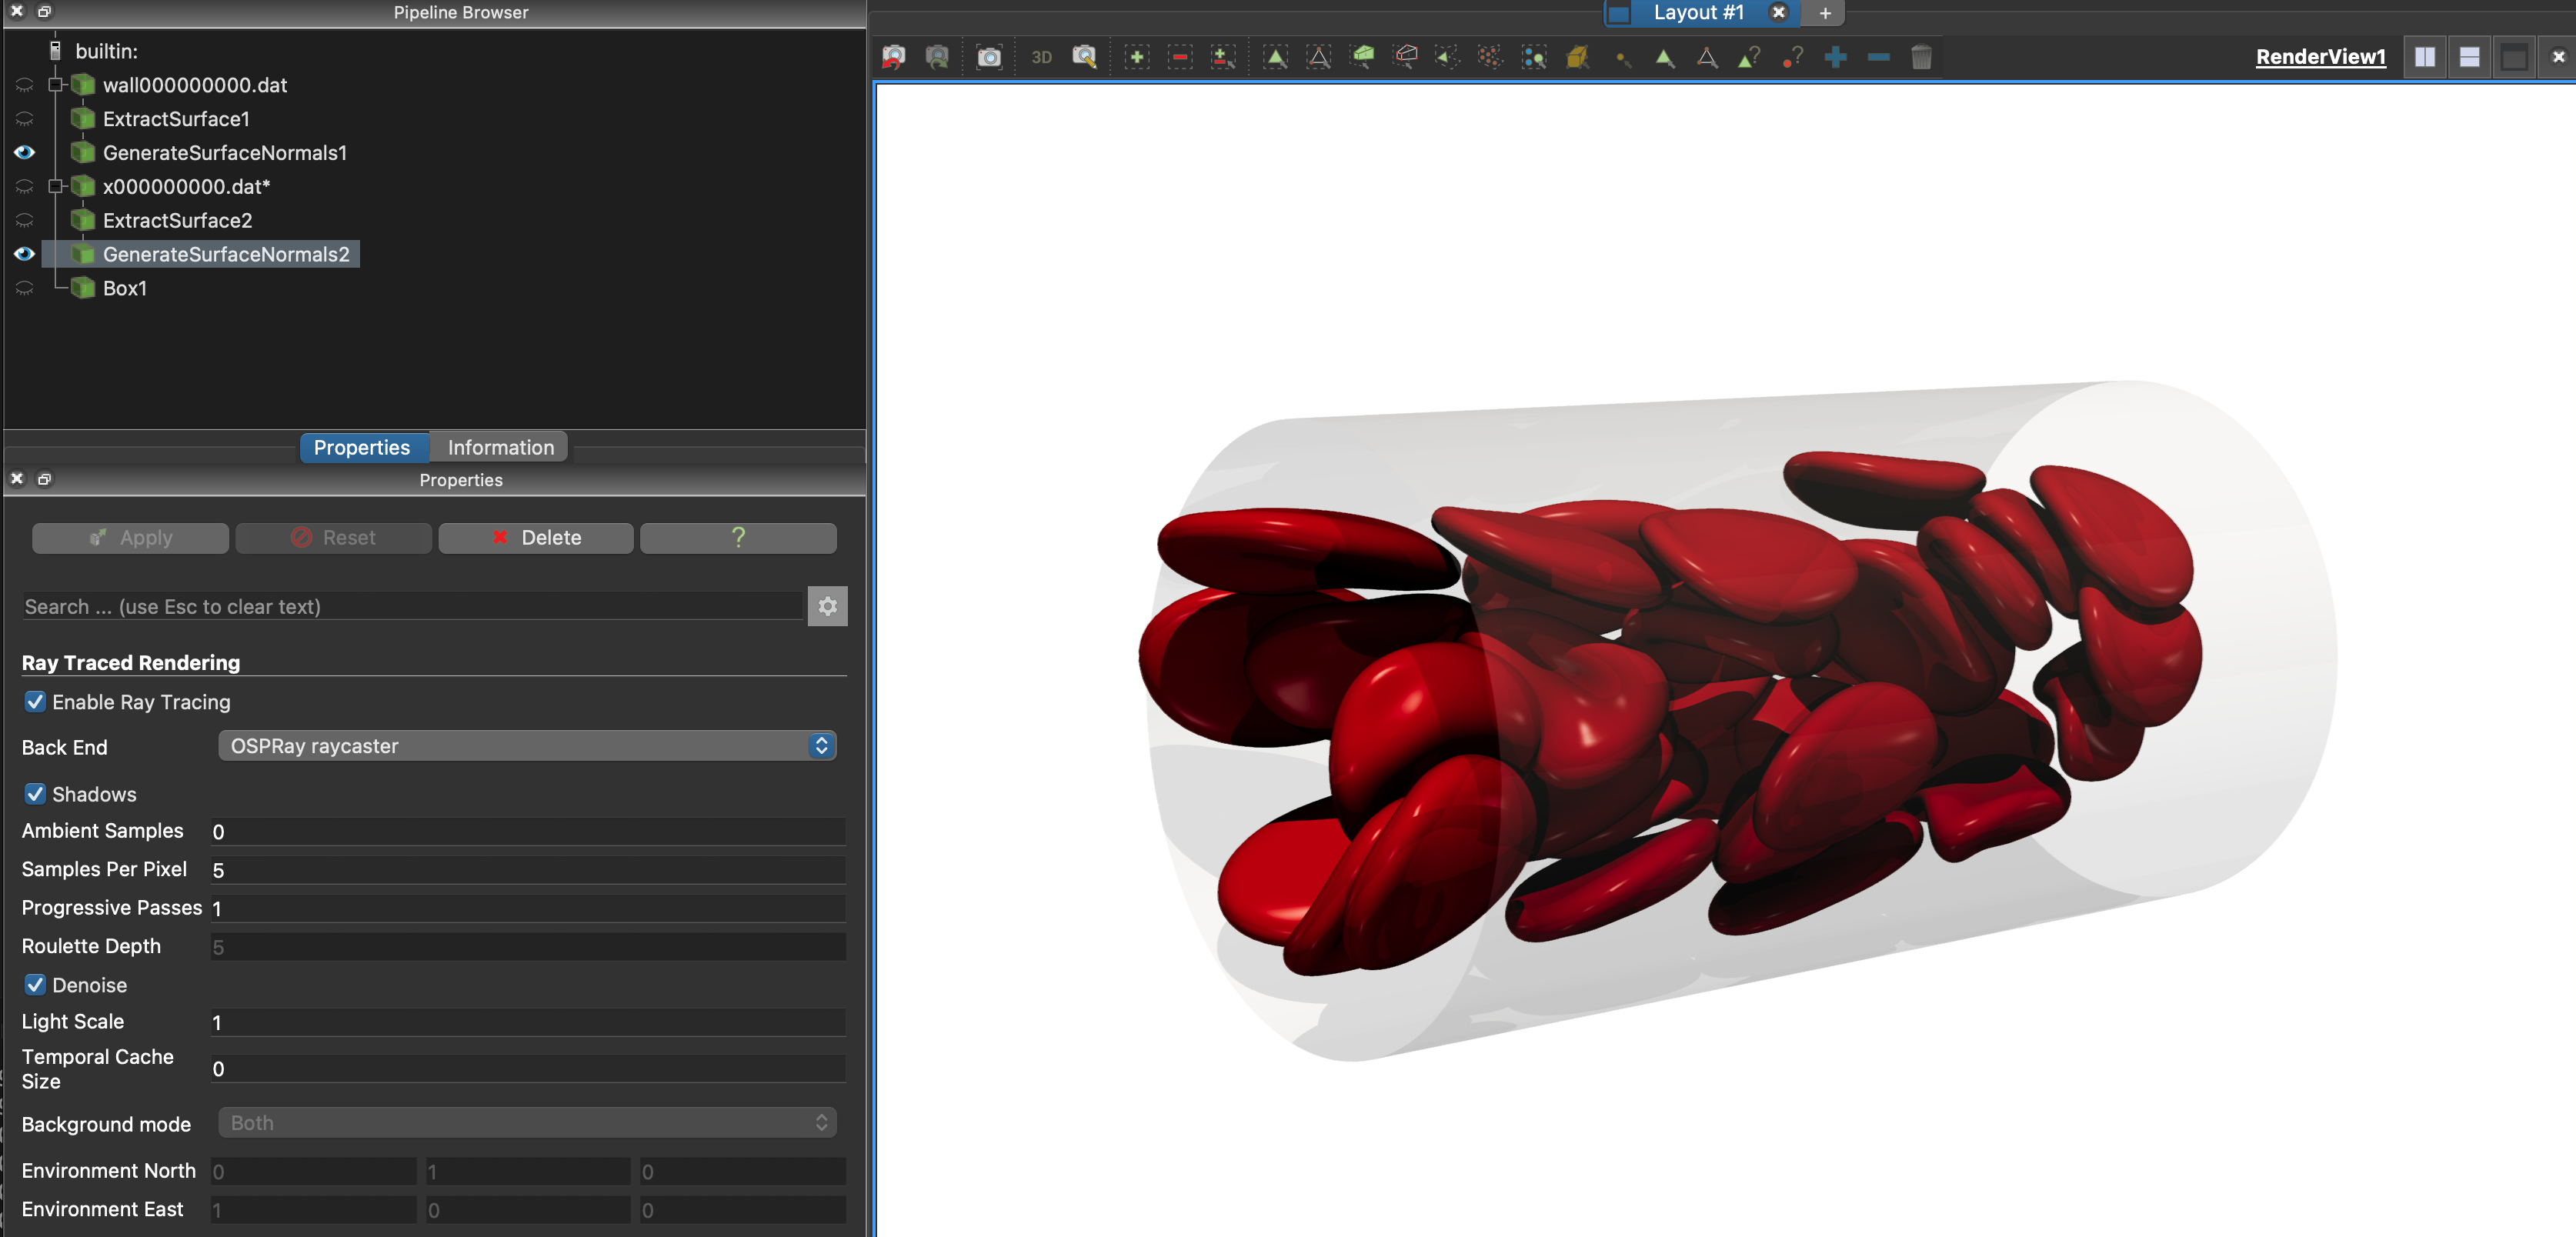 Pipeline Browser
builtin:
wall000000000.dat
ExtractSurface1
GenerateSurfaceNormals1
x000000000.dat*
ExtractSurface2
GenerateSurfaceNormals2
Box1
Properties Information
Properties
Apply Reset Delete ?
Search ... (use Esc to clear text)
Ray Traced Rendering
Enable Ray Tracing
Back End OSPRay raycaster
Shadows
Ambient Samples 0
Samples Per Pixel 5
Progressive Passes 1
Roulette Depth 5
Denoise
Light Scale 1
Temporal Cache
Size 0
Background mode Both
Environment North 0 1 0
Environment East 1 0 0
Layout #1 +
3D
RenderView1